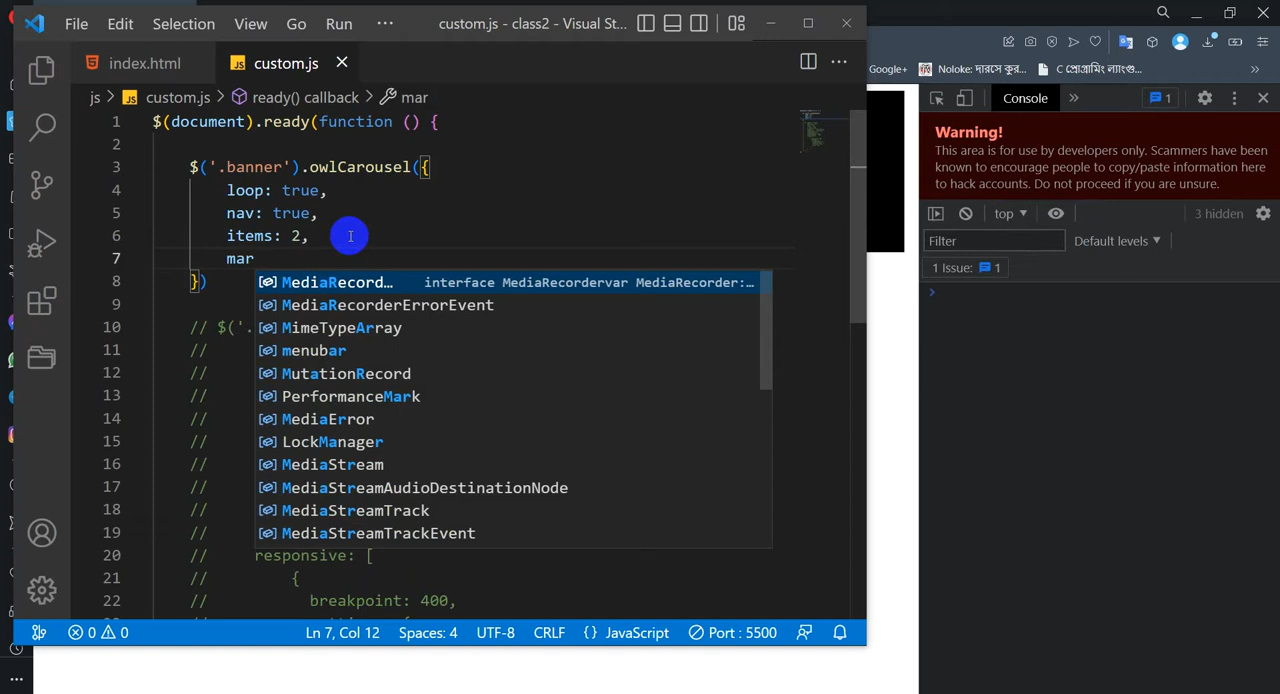 File Edit Selection View Go Run ··· custom.js - class2 - Visual St...
index.html custom.js
js > custom.js > ready() callback > mar
1 $(document).ready(function () {
2
3 $('.banner').owlCarousel({
4 loop: true,
5 nav: true,
6 items: 2,
7 mar
8 })
9
10 // $('.
11 //
12 //
13 //
14 //
15 //
16 //
17 //
18 //
19 //
20 // responsive: [
21 // {
22 // breakpoint: 400,
MediaRecord... interface MediaRecordervar MediaRecorder:...
MediaRecorderErrorEvent
MimeTypeArray
menubar
MutationRecord
PerformanceMark
MediaError
LockManager
MediaStream
MediaStreamAudioDestinationNode
MediaStreamTrack
MediaStreamTrackEvent
0 0 Ln 7, Col 12 Spaces: 4 UTF-8 CRLF {} JavaScript Port : 5500
Google+ Noloke: দারসে কুর... C প্রোগ্রামিং ল্যাংগু...
Console 1
Warning!
This area is for use by developers only. Scammers have been
known to encourage people to copy/paste information here
to hack accounts. Do not proceed if you are unsure.
top 3 hidden
Filter Default levels
1 Issue: 1